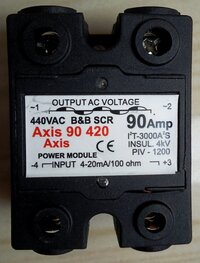 OUTPUT AC VOLTAGE
~1 ~2
440VAC B&B SCR 90Amp
Axis 90 420 I²T-3000A²S
Axis INSUL. 4kV
POWER MODULE PIV - 1200
-4 INPUT 4-20mA/100 ohm +3